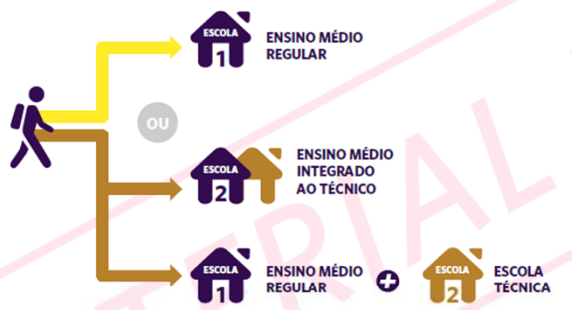 ESCOLA
1
ENSINO MÉDIO
REGULAR
OU
ESCOLA
2
ENSINO MÉDIO
INTEGRADO
AO TÉCNICO
ESCOLA
1
ENSINO MÉDIO
REGULAR
+
ESCOLA
2
ESCOLA
TÉCNICA
TERIAL